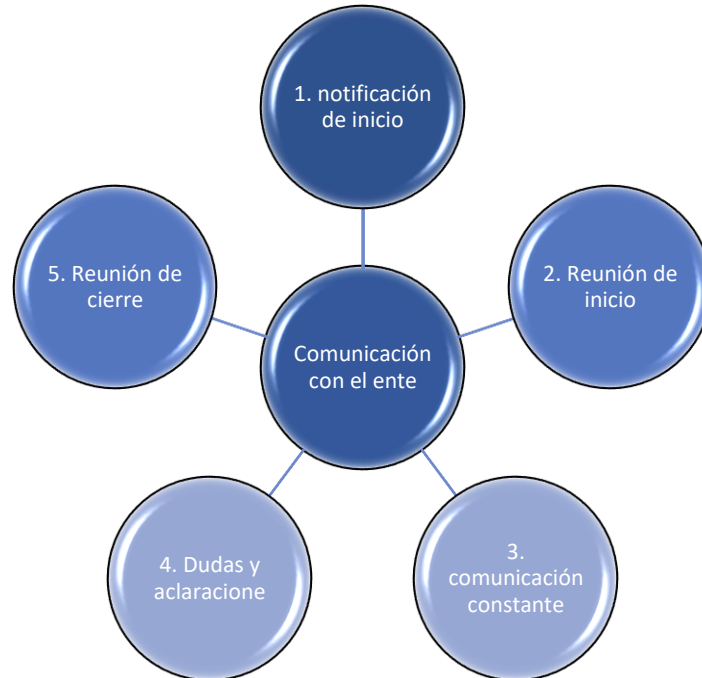 1. notificación
de inicio
5. Reunión de
cierre
2. Reunión de
inicio
Comunicación
con el ente
4. Dudas y
aclaracione
3.
comunicación
constante